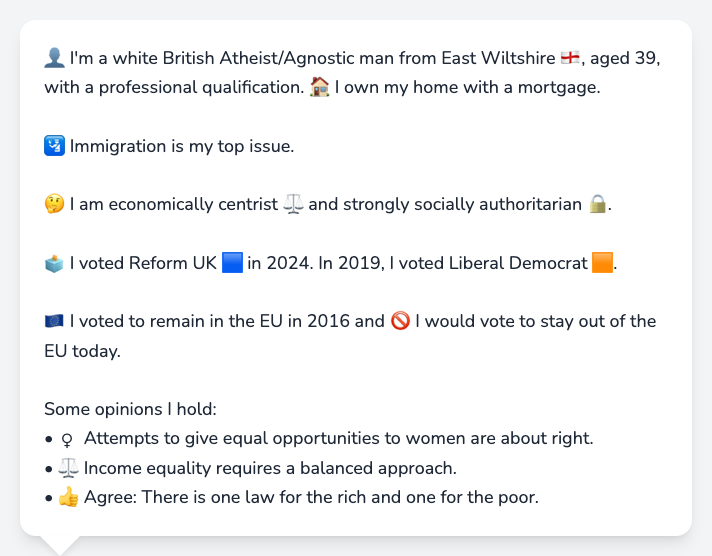 👤 I'm a white British Atheist/Agnostic man from East Wiltshire 🏴󠁧󠁢󠁥󠁮󠁧󠁿, aged 39,
with a professional qualification. 🏠 I own my home with a mortgage.
🛂 Immigration is my top issue.
🤔 I am economically centrist ⚖️ and strongly socially authoritarian 🔒.
🗳️ I voted Reform UK 🟦 in 2024. In 2019, I voted Liberal Democrat 🟧.
🇪🇺 I voted to remain in the EU in 2016 and 🚫 I would vote to stay out of the
EU today.
Some opinions I hold:
• ♀ Attempts to give equal opportunities to women are about right.
• ⚖️ Income equality requires a balanced approach.
• 👍 Agree: There is one law for the rich and one for the poor.